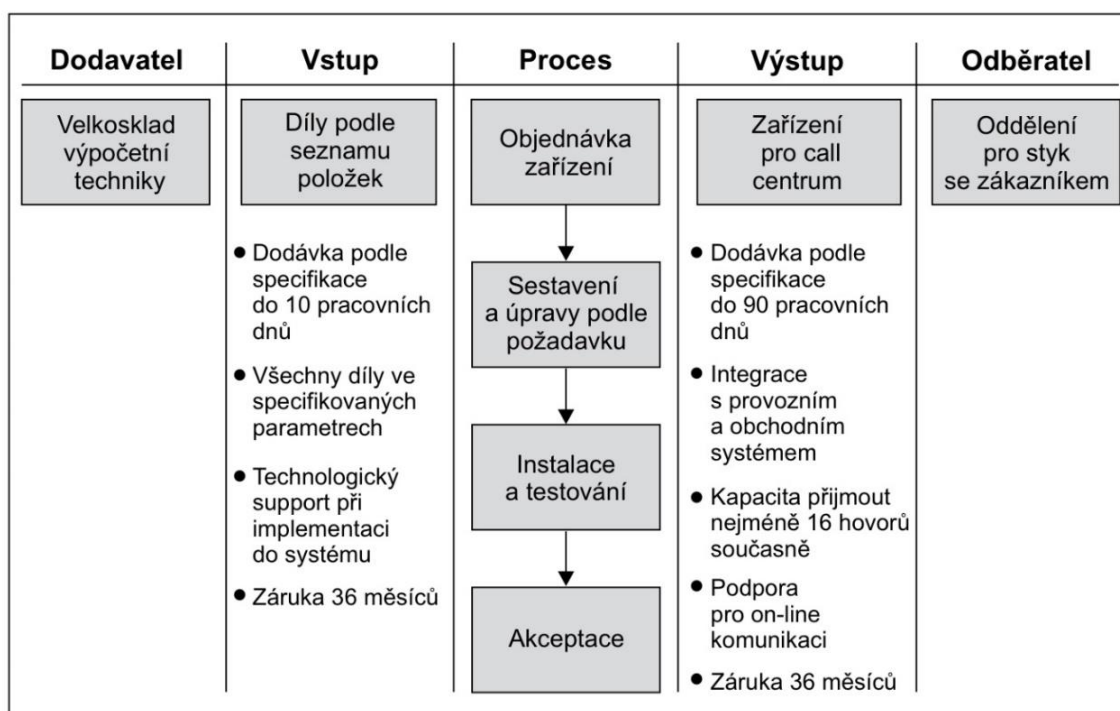 Dodavatel
Vstup
Proces
Výstup
Odběratel
Velkosklad
výpočetní
techniky
Díly podle
seznamu
položek
Objednávka
zařízení
Zařízení
pro call
centrum
Oddělení
pro styk
se zákazníkem
● Dodávka podle
specifikace
do 10 pracovních
dnů
● Všechny díly ve
specifikovaných
parametrech
● Technologický
support při
implementaci
do systému
● Záruka 36 měsíců
Sestavení
a úpravy podle
požadavku
Instalace
a testování
Akceptace
● Dodávka podle
specifikace
do 90 pracovních
dnů
● Integrace
s provozním
a obchodním
systémem
● Kapacita přijmout
nejméně 16 hovorů
současně
● Podpora
pro on-line
komunikaci
● Záruka 36 měsíců